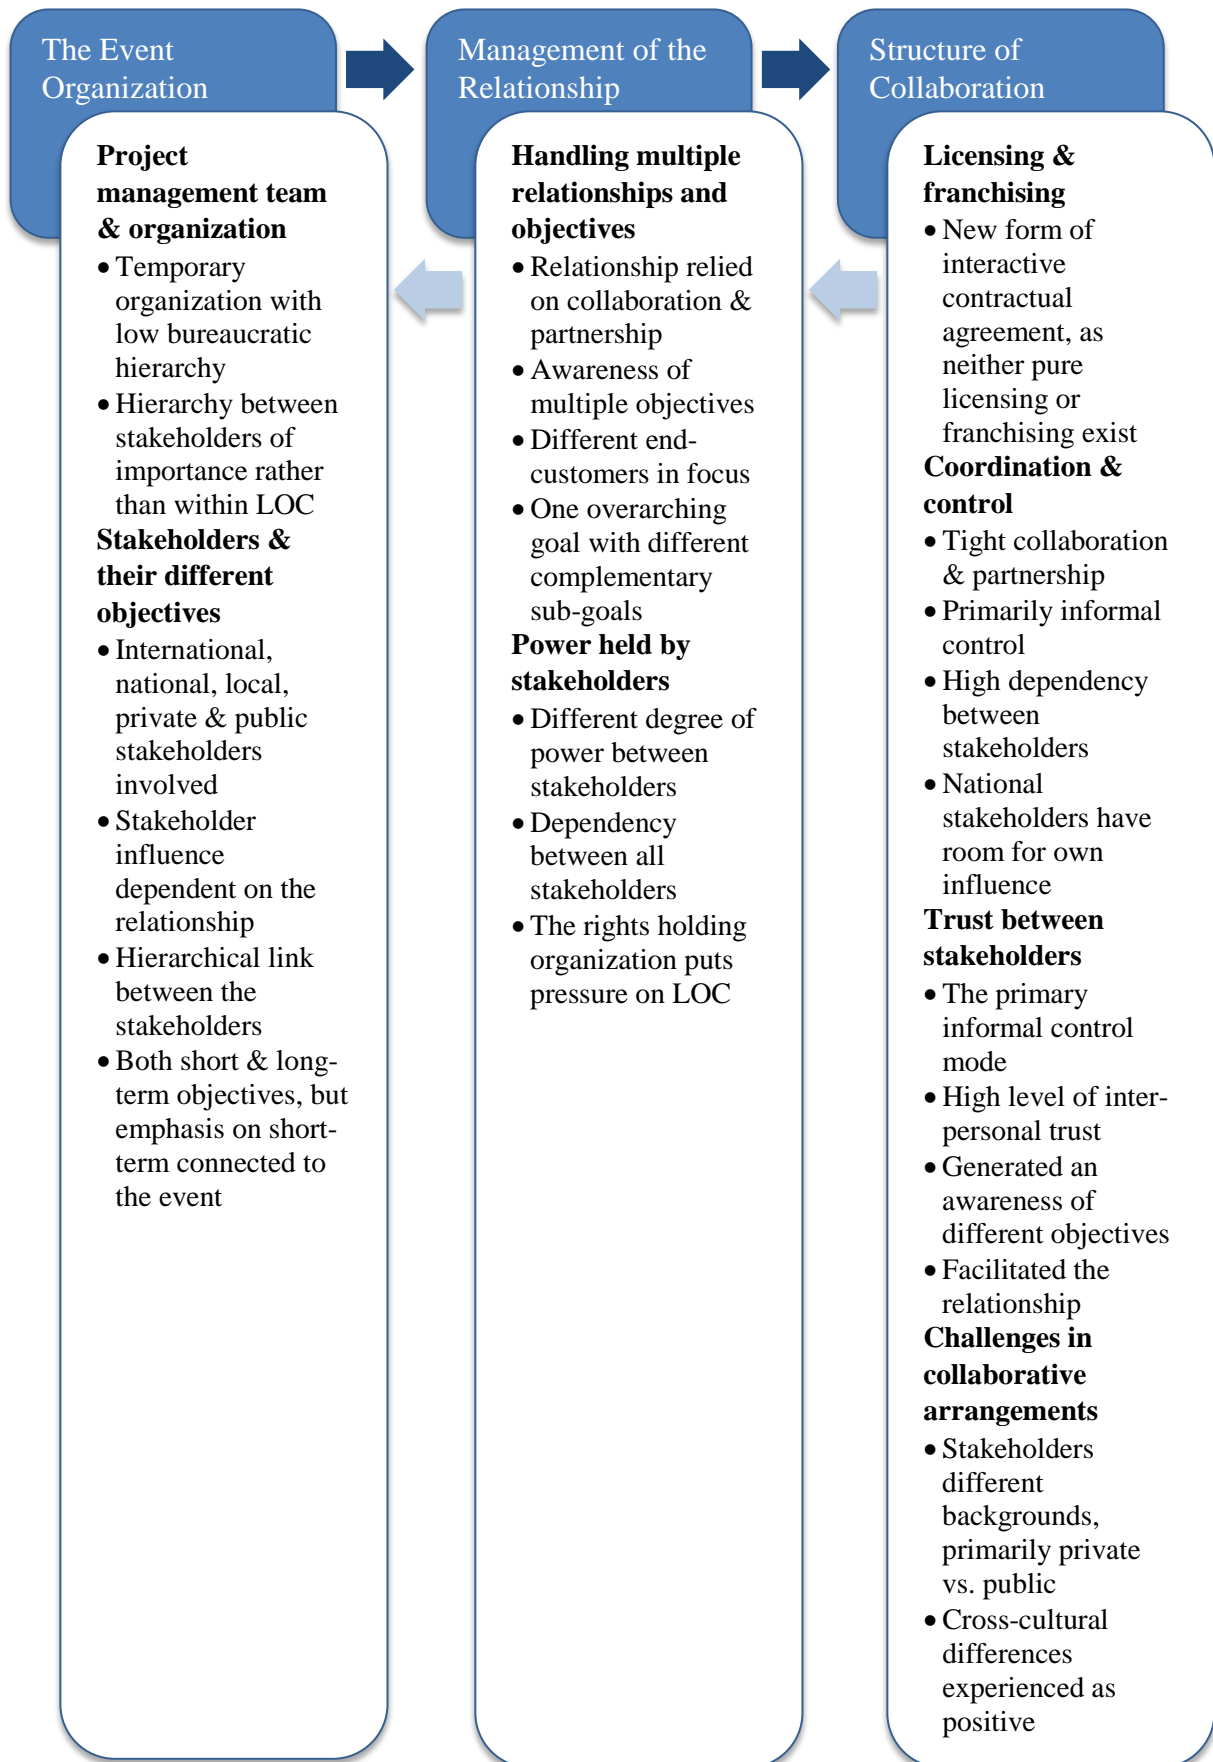 The Event
Organization
Project
management team
& organization
• Temporary
organization with
low bureaucratic
hierarchy
• Hierarchy between
stakeholders of
importance rather
than within LOC
Stakeholders &
their different
objectives
• International,
national, local,
private & public
stakeholders
involved
• Stakeholder
influence
dependent on the
relationship
• Hierarchical link
between the
stakeholders
• Both short & long-
term objectives, but
emphasis on short-
term connected to
the event
Management of the
Relationship
Handling multiple
relationships and
objectives
• Relationship relied
on collaboration &
partnership
• Awareness of
multiple objectives
• Different end-
customers in focus
• One overarching
goal with different
complementary
sub-goals
Power held by
stakeholders
• Different degree of
power between
stakeholders
• Dependency
between all
stakeholders
• The rights holding
organization puts
pressure on LOC
Structure of
Collaboration
Licensing &
franchising
• New form of
interactive
contractual
agreement, as
neither pure
licensing or
franchising exist
Coordination &
control
• Tight collaboration
& partnership
• Primarily informal
control
• High dependency
between
stakeholders
• National
stakeholders have
room for own
influence
Trust between
stakeholders
• The primary
informal control
mode
• High level of inter-
personal trust
• Generated an
awareness of
different objectives
• Facilitated the
relationship
Challenges in
collaborative
arrangements
• Stakeholders
different
backgrounds,
primarily private
vs. public
• Cross-cultural
differences
experienced as
positive